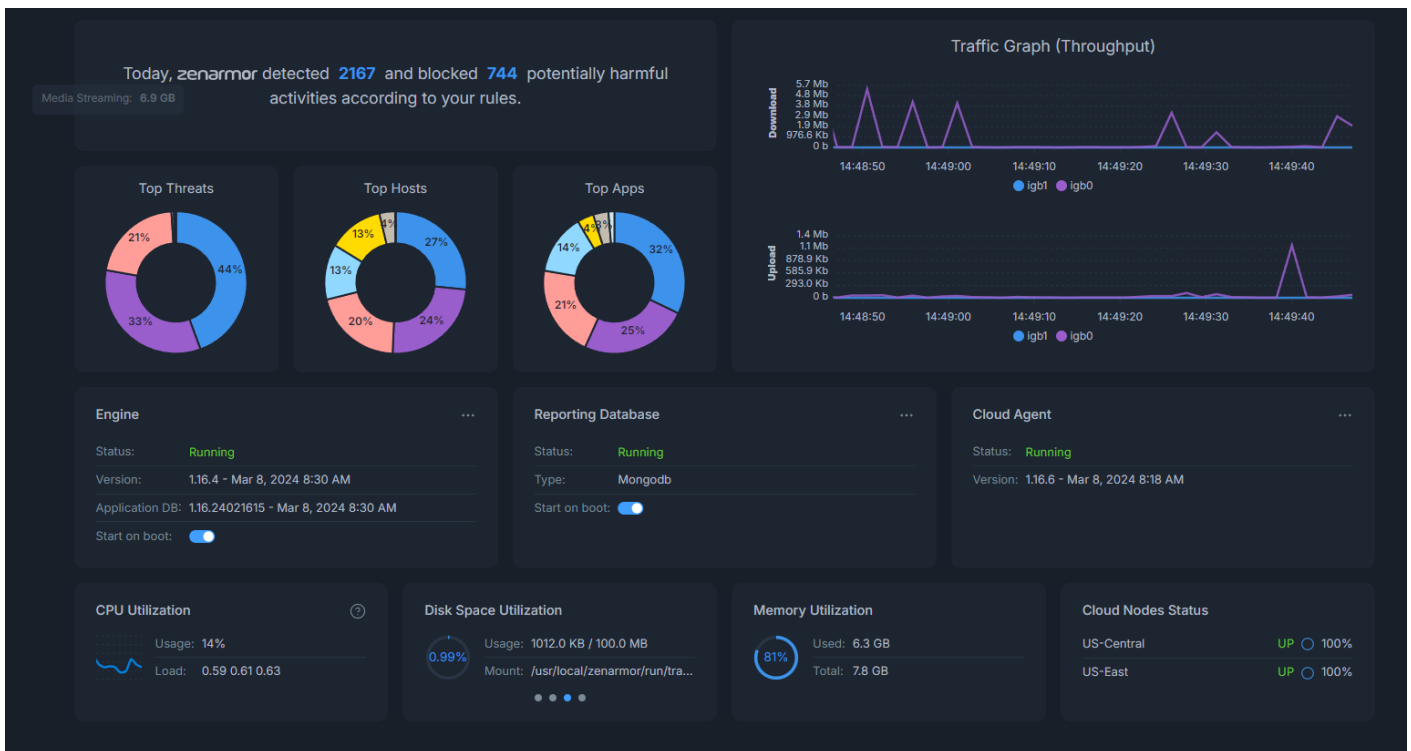 Today, zenarmor detected 2167 and blocked 744 potentially harmful
activities according to your rules.
Media Streaming: 6.9 GB
Traffic Graph (Throughput)
Download
5.7 Mb
4.8 Mb
3.8 Mb
2.9 Mb
1.9 Mb
976.6 Kb
0 b
14:48:50 14:49:00 14:49:10 14:49:20 14:49:30 14:49:40
igb1 igb0
Upload
1.4 Mb
1.1 Mb
878.9 Kb
585.9 Kb
293.0 Kb
0 b
14:48:50 14:49:00 14:49:10 14:49:20 14:49:30 14:49:40
igb1 igb0
Top Threats
21%
44%
33%
Top Hosts
4%
13%
27%
13%
20%
24%
Top Apps
4%
3%
14%
32%
21%
25%
Engine
...
Status: Running
Version: 1.16.4 - Mar 8, 2024 8:30 AM
Application DB: 1.16.24021615 - Mar 8, 2024 8:30 AM
Start on boot:
Reporting Database
...
Status: Running
Type: Mongodb
Start on boot:
Cloud Agent
...
Status: Running
Version: 1.16.6 - Mar 8, 2024 8:18 AM
CPU Utilization
?
Usage: 14%
Load: 0.59 0.61 0.63
Disk Space Utilization
0.99%
Usage: 1012.0 KB / 100.0 MB
Mount: /usr/local/zenarmor/run/tra...
Memory Utilization
81%
Used: 6.3 GB
Total: 7.8 GB
Cloud Nodes Status
US-Central UP 100%
US-East UP 100%